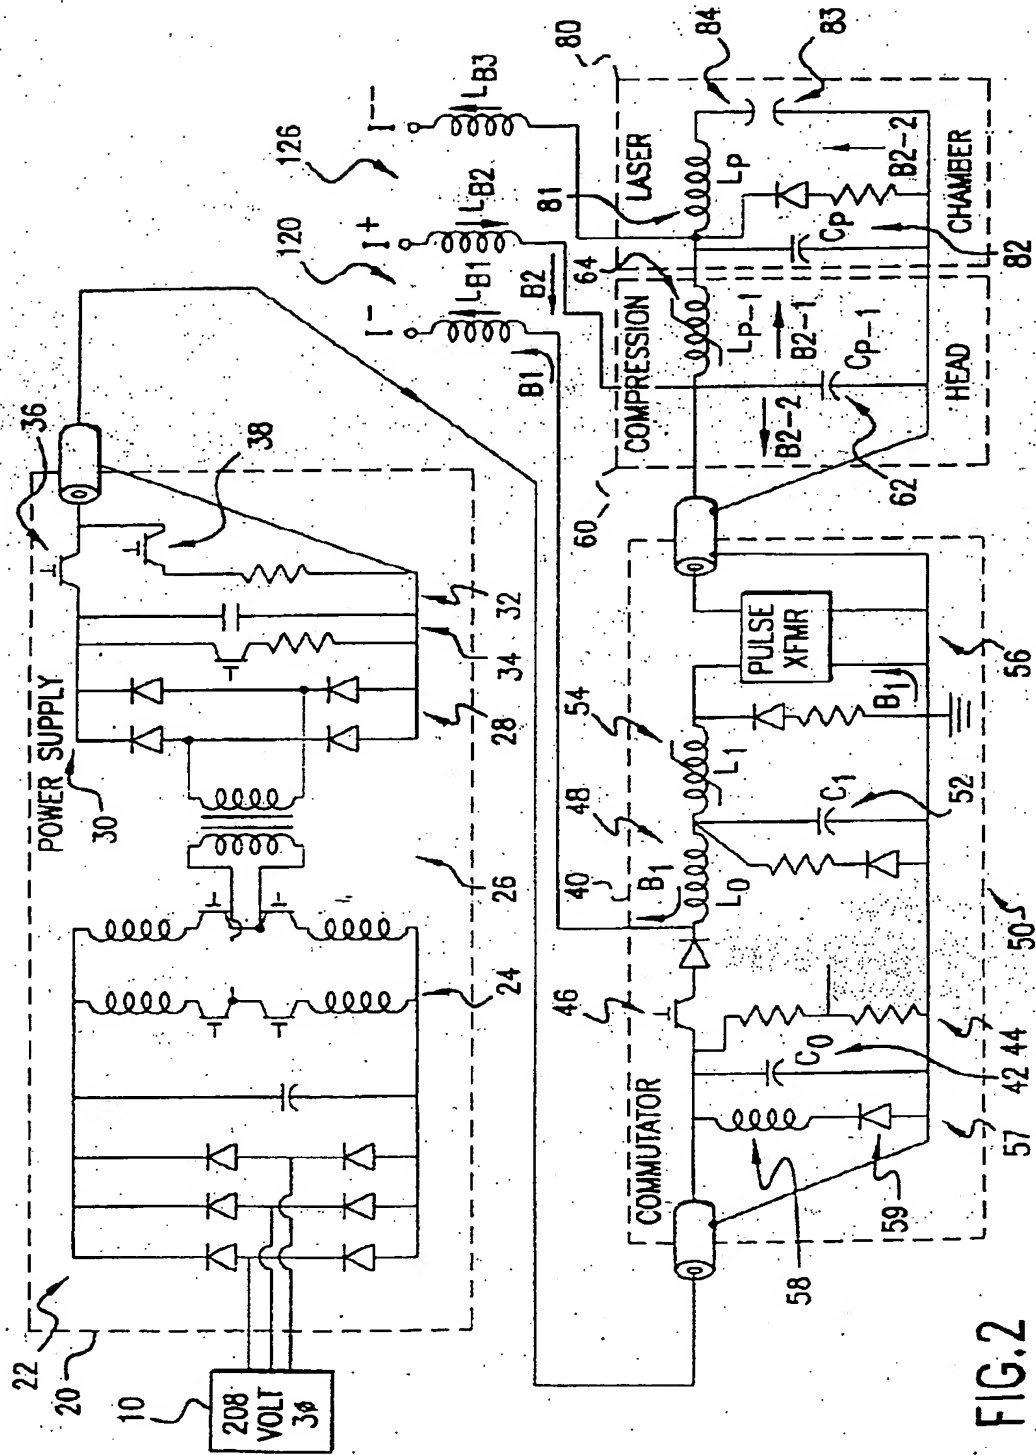 22
20
10
208
VOLT
3ø
POWER SUPPLY
30
36
38
24
26
28
34
32
120
126
I-
I+
I--
LB1
LB2
LB3
B1
B2
COMMUTATOR
40
46
48
54
B1
L0
L1
C0
C1
PULSE
XFMR
B1
58
59
57
42
44
50
52
56
60
COMPRESSION
HEAD
64
LP-1
B2-1
B2-2
CP-1
62
80
LASER
CHAMBER
81
LP
84
83
CP
82
B2-2
FIG.2